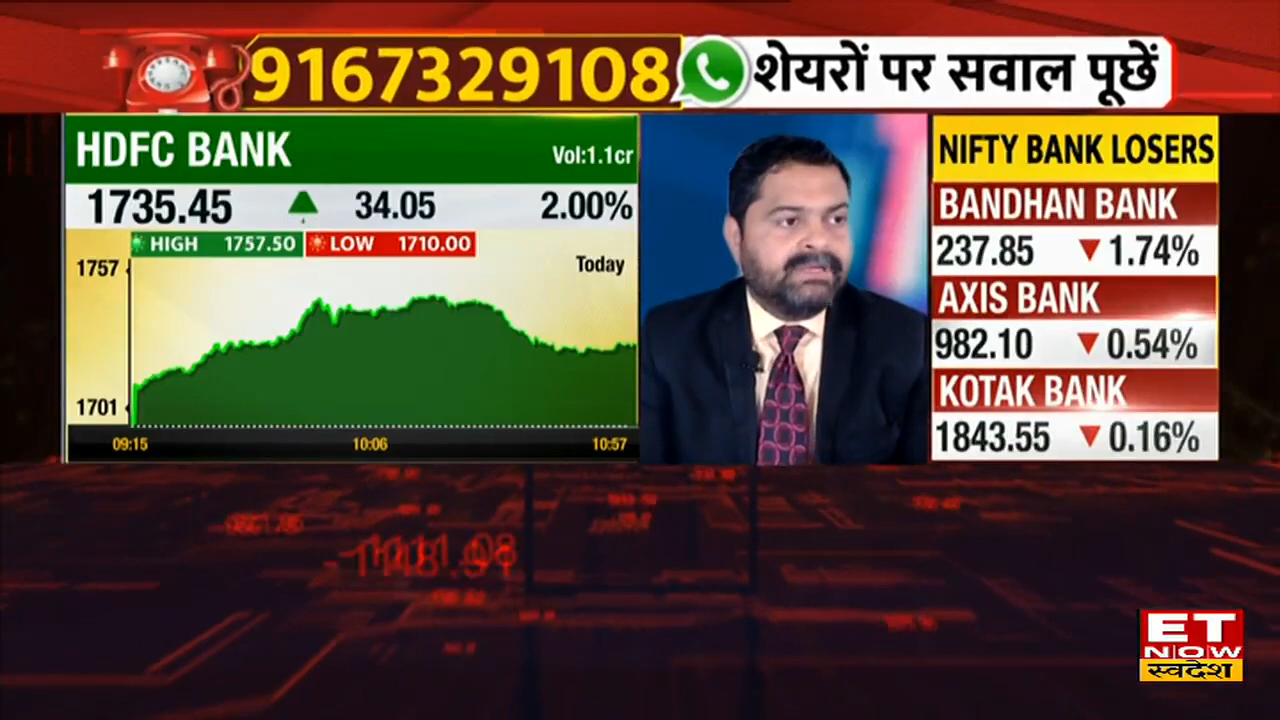 9167329108 शेयरों पर सवाल पूछें
HDFC BANK
Vol:1.1cr
1735.45 34.05 2.00%
HIGH 1757.50 LOW 1710.00
1757
Today
1701
09:15 10:06 10:57
NIFTY BANK LOSERS
BANDHAN BANK
237.85 1.74%
AXIS BANK
982.10 0.54%
KOTAK BANK
1843.55 0.16%
ET
NOW
स्वदेश